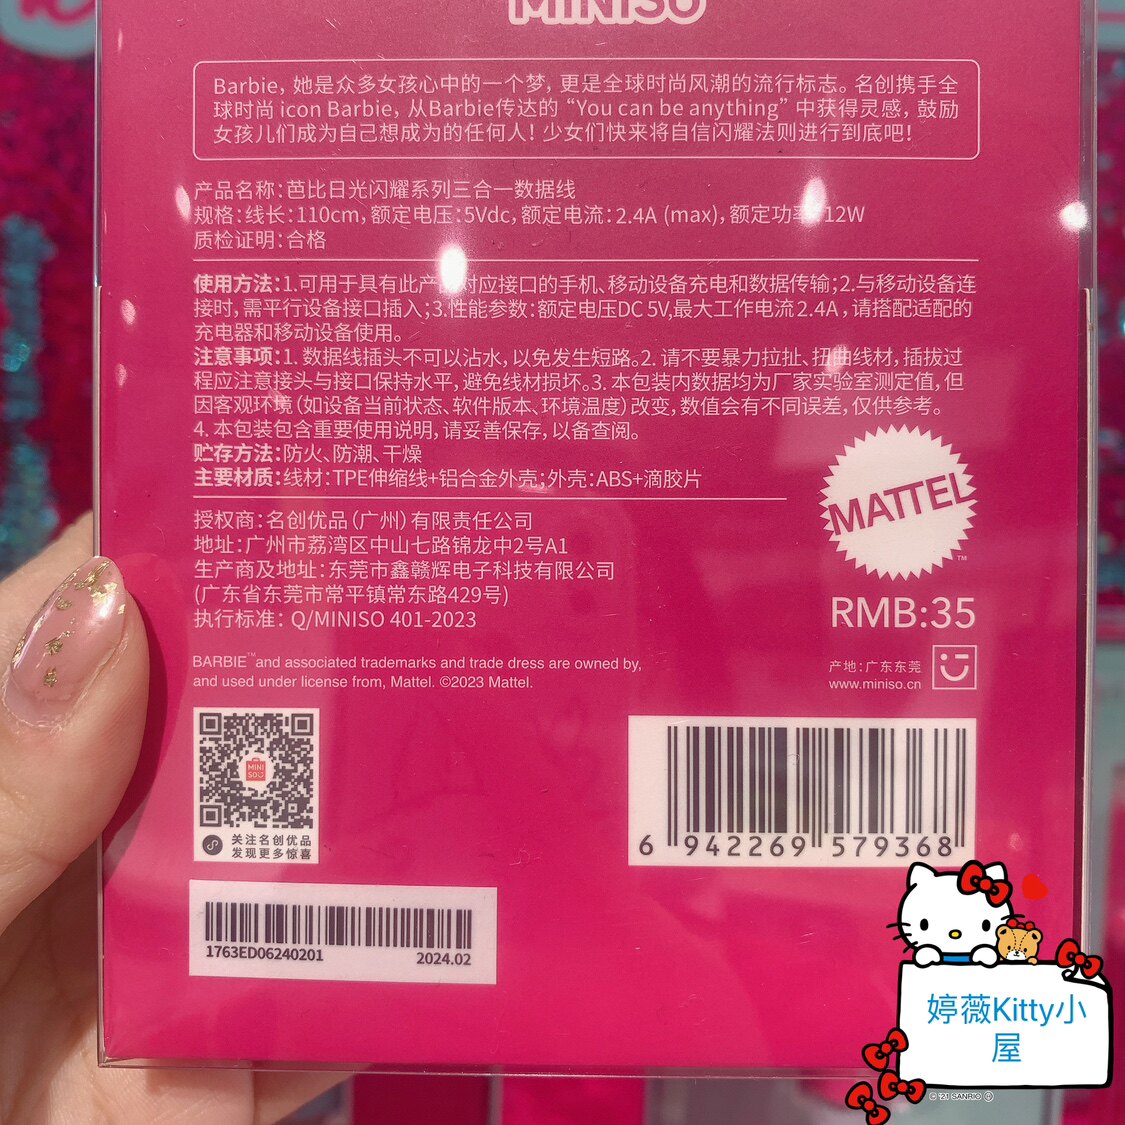 MINISO
Barbie，她是众多女孩心中的一个梦，更是全球时尚风潮的流行标志。名创携手全
球时尚 icon Barbie，从Barbie传达的“You can be anything”中获得灵感，鼓励
女孩儿们成为自己想成为的任何人！少女们快来将自信闪耀法则进行到底吧！
产品名称：芭比日光闪耀系列三合一数据线
规格：线长：110cm，额定电压：5Vdc，额定电流：2.4A (max)，额定功率：12W
质检证明：合格
使用方法：1.可用于具有此产品对应接口的手机、移动设备充电和数据传输；2.与移动设备连
接时，需平行设备接口插入；3.性能参数：额定电压DC 5V,最大工作电流2.4A，请搭配适配的
充电器和移动设备使用。
注意事项：1. 数据线插头不可以沾水，以免发生短路。2. 请不要暴力拉扯、扭曲线材，插拔过
程应注意接头与接口保持水平，避免线材损坏。3. 本包装内数据均为厂家实验室测定值，但
因客观环境（如设备当前状态、软件版本、环境温度）改变，数值会有不同误差，仅供参考。
4. 本包装包含重要使用说明，请妥善保存，以备查阅。
贮存方法：防火、防潮、干燥
主要材质：线材：TPE伸缩线+铝合金外壳；外壳：ABS+滴胶片
MATTEL
TM
授权商：名创优品（广州）有限责任公司
地址：广州市荔湾区中山七路锦龙中2号A1
生产商及地址：东莞市鑫赣辉电子科技有限公司
(广东省东莞市常平镇常东路429号)
执行标准：Q/MINISO 401-2023
RMB:35
BARBIE™and associated trademarks and trade dress are owned by,
and used under license from, Mattel. ©2023 Mattel.
产地：广东东莞
www.miniso.cn
MINI
SO
关注名创优品
发现更多惊喜
6 942269 579368
1763ED06240201 2024.02
婷薇Kitty小
屋
© '21 SANRIO